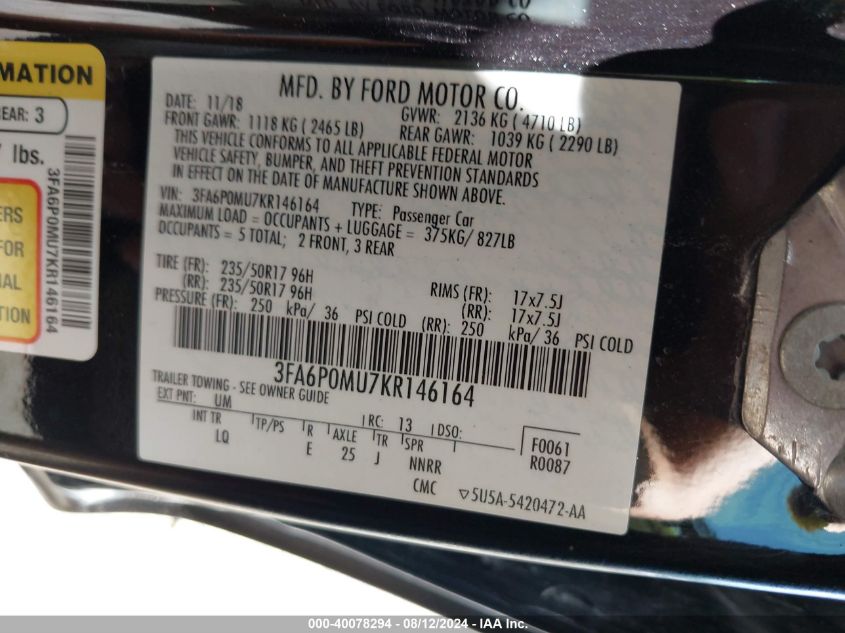 MFD. BY FORD MOTOR CO.
RMATION
EAR: 3
lbs.
3FA6P0MU7KR146164
ERS
FOR
IAL
TION
MFD. BY FORD MOTOR CO.
DATE: 11/18 GVWR: 2136 KG ( 4710 LB)
FRONT GAWR: 1118 KG ( 2465 LB) REAR GAWR: 1039 KG ( 2290 LB)
THIS VEHICLE CONFORMS TO ALL APPLICABLE FEDERAL MOTOR
VEHICLE SAFETY, BUMPER, AND THEFT PREVENTION STANDARDS
IN EFFECT ON THE DATE OF MANUFACTURE SHOWN ABOVE.
VIN: 3FA6P0MU7KR146164 TYPE: Passenger Car
MAXIMUM LOAD = OCCUPANTS + LUGGAGE = 375KG/ 827LB
OCCUPANTS = 5 TOTAL; 2 FRONT, 3 REAR
TIRE (FR): 235/50R17 96H RIMS (FR): 17x7.5J
(RR): 235/50R17 96H (RR): 17x7.5J
PRESSURE (FR): 250 kPa/ 36 PSI COLD (RR): 250 kPa/ 36 PSI COLD
3FA6P0MU7KR146164
TRAILER TOWING - SEE OWNER GUIDE
EXT PNT: UM RC: 13 DSO: F0061
INT TR TP/PS R AXLE TR SPR R0087
LQ E 25 J NNRR
CMC ▽5U5A-5420472-AA
000-40078294 - 08/12/2024 - IAA Inc.